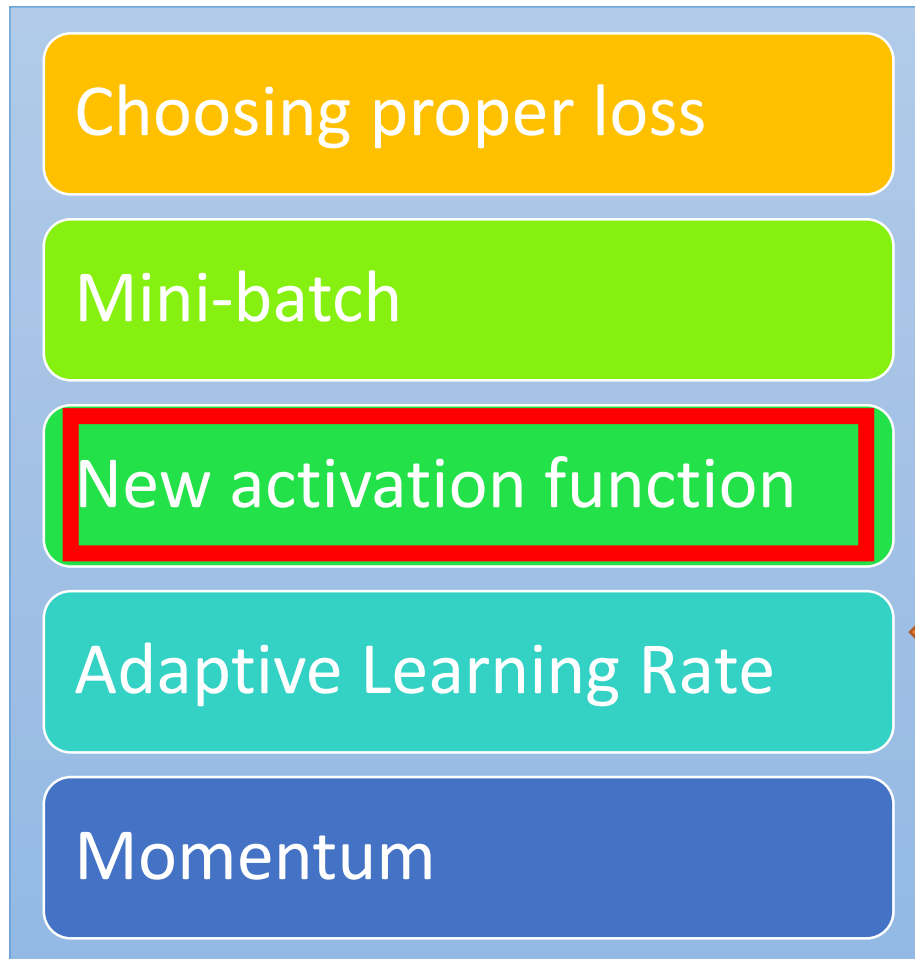 Choosing proper loss
Mini-batch
New activation function
Adaptive Learning Rate
Momentum